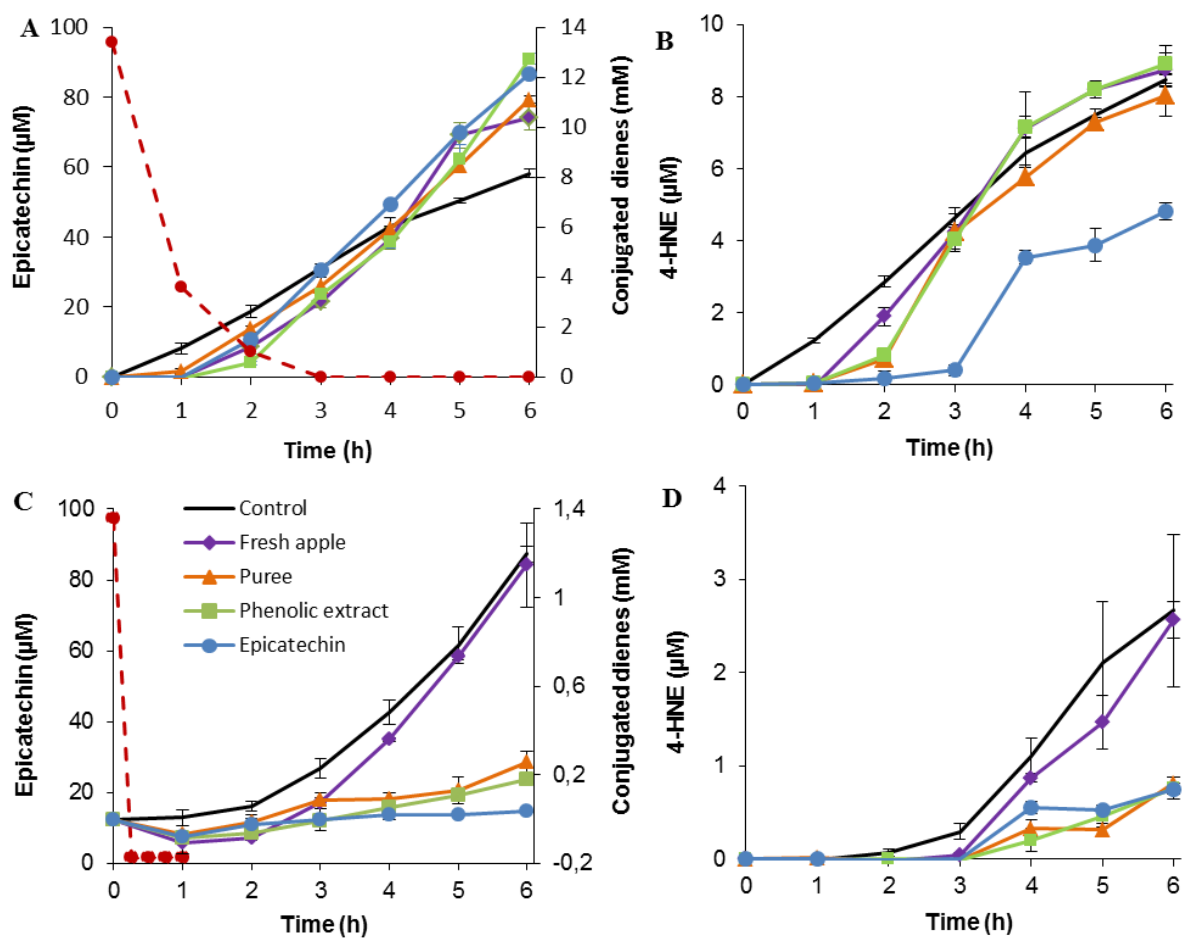 A
Epicatechin (µM)
100
80
60
40
20
0
0 1 2 3 4 5 6
Time (h)
14
12
10
8
6
4
2
0
Conjugated dienes (mM)
B
4-HNE (µM)
10
8
6
4
2
0
0 1 2 3 4 5 6
Time (h)
C
Epicatechin (µM)
100
80
60
40
20
0
Control
Fresh apple
Puree
Phenolic extract
Epicatechin
0 1 2 3 4 5 6
Time (h)
1,4
1
0,6
0,2
-0,2
Conjugated dienes (mM)
D
4-HNE (µM)
4
3
2
1
0
0 1 2 3 4 5 6
Time (h)